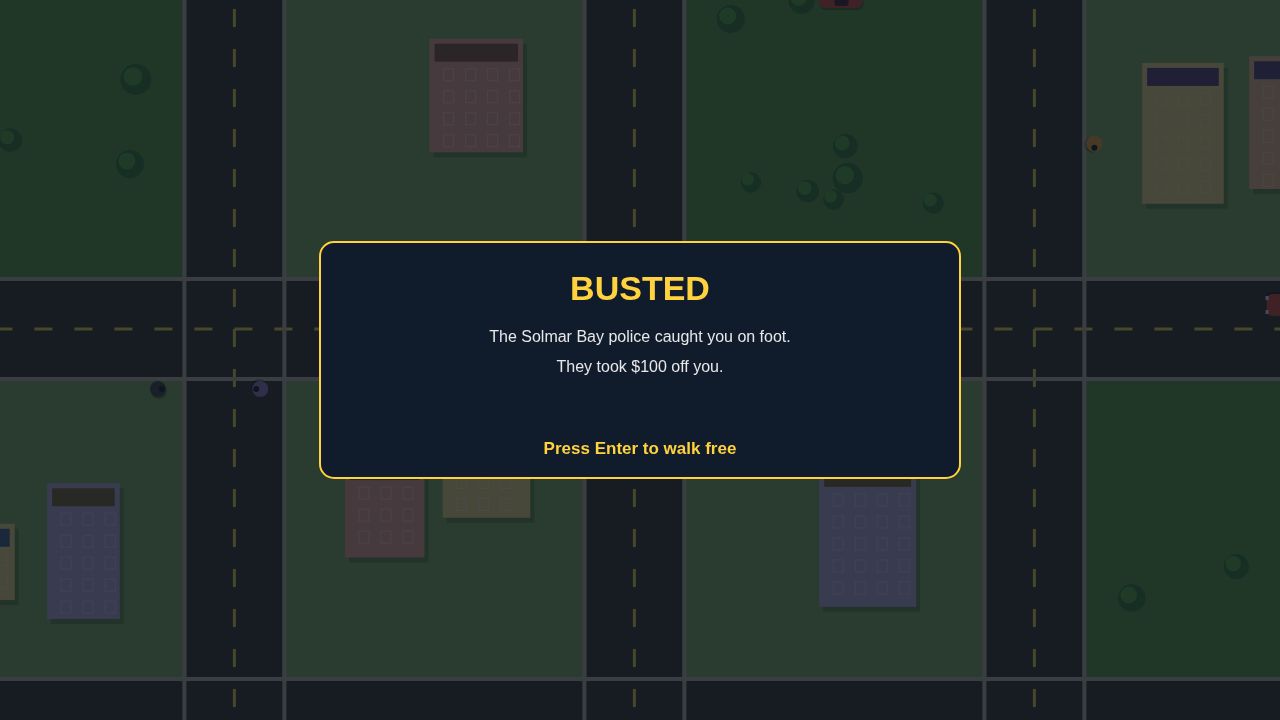 BUSTED
The Solmar Bay police caught you on foot.
They took $100 off you.
Press Enter to walk free